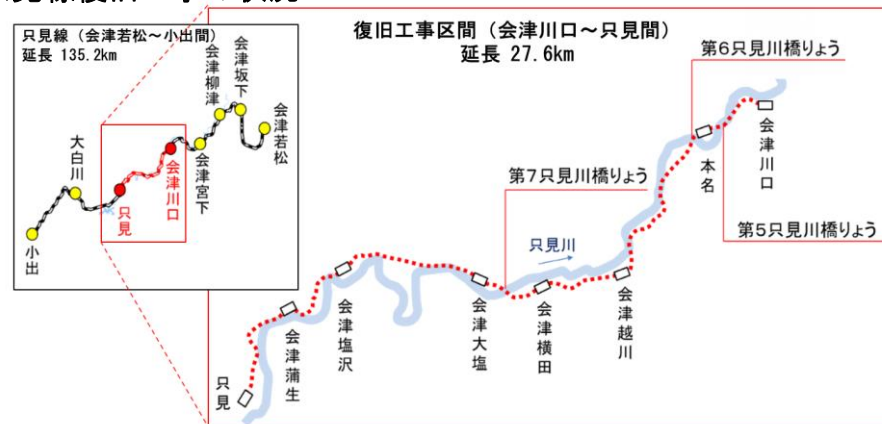 只見線（会津若松～小出間）
延長 135.2km
会津若松
会津坂下
会津柳津
会津宮下
会津川口
只見
大白川
小出
復旧工事区間（会津川口～只見間）
延長 27.6km
第6只見川橋りょう
会津川口
本名
第5只見川橋りょう
第7只見川橋りょう
只見川
会津越川
会津横田
会津大塩
会津塩沢
会津蒲生
只見